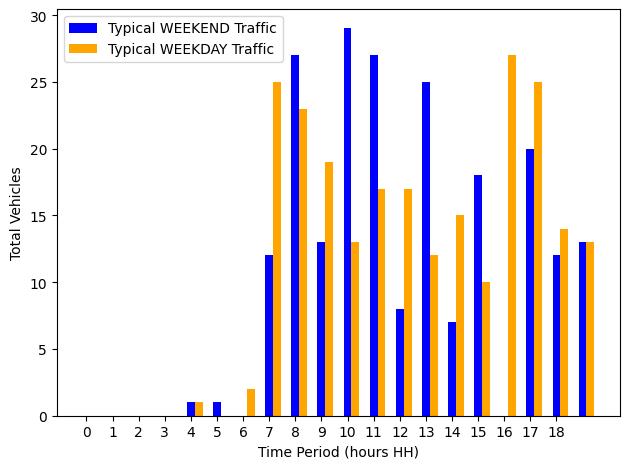 30
25
20
15
10
5
0
Total Vehicles
Typical WEEKEND Traffic
Typical WEEKDAY Traffic
0 1 2 3 4 5 6 7 8 9 10 11 12 13 14 15 16 17 18
Time Period (hours HH)